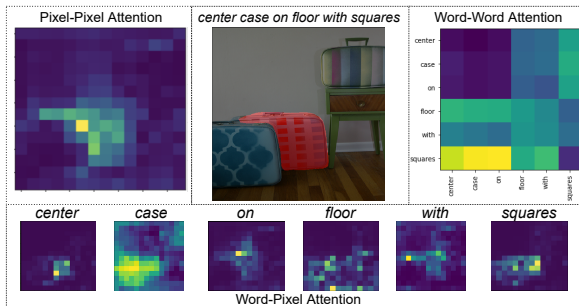 Pixel-Pixel Attention
center case on floor with squares
Word-Word Attention
center
case
on
floor
with
squares
center
case
on
floor
with
squares
center
case
on
floor
with
squares
Word-Pixel Attention